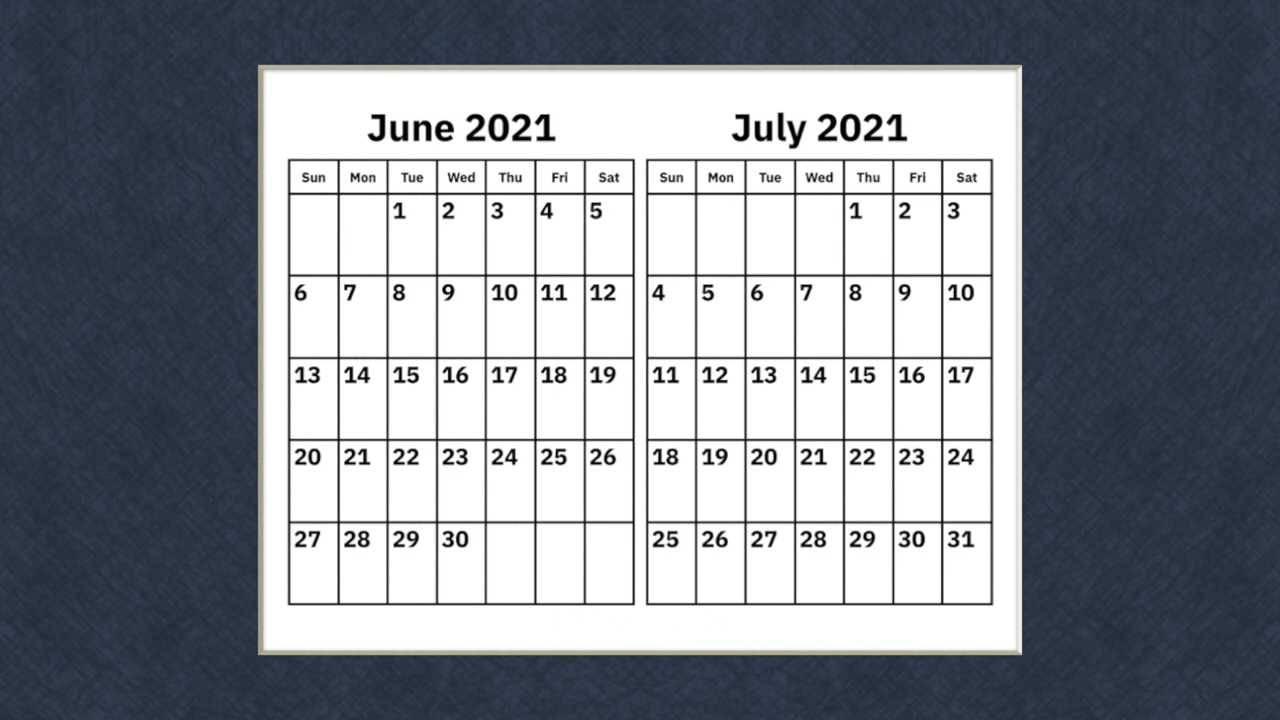 June 2021
Sun Mon Tue Wed Thu Fri Sat
1 2 3 4 5
6 7 8 9 10 11 12
13 14 15 16 17 18 19
20 21 22 23 24 25 26
27 28 29 30
July 2021
Sun Mon Tue Wed Thu Fri Sat
1 2 3
4 5 6 7 8 9 10
11 12 13 14 15 16 17
18 19 20 21 22 23 24
25 26 27 28 29 30 31